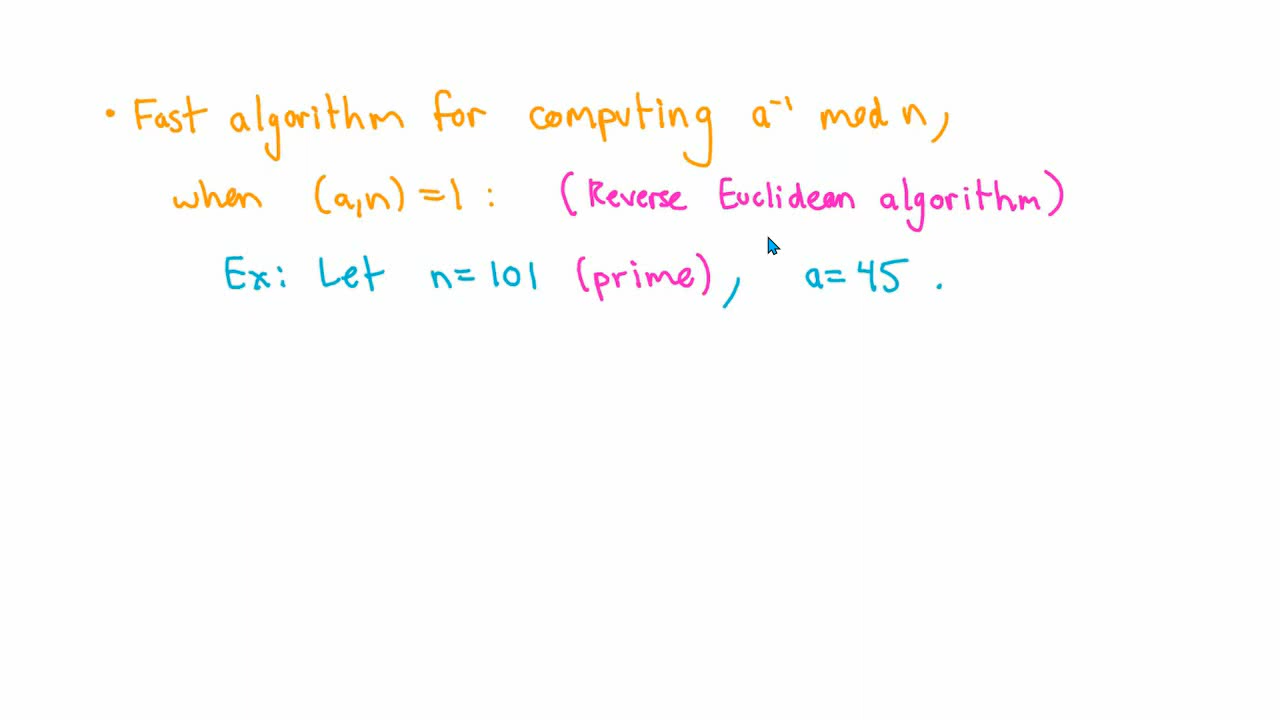 • Fast algorithm for computing a⁻¹ mod n,
when (a,n)=1 : (Reverse Euclidean algorithm)
Ex: Let n=101 (prime), a=45 .